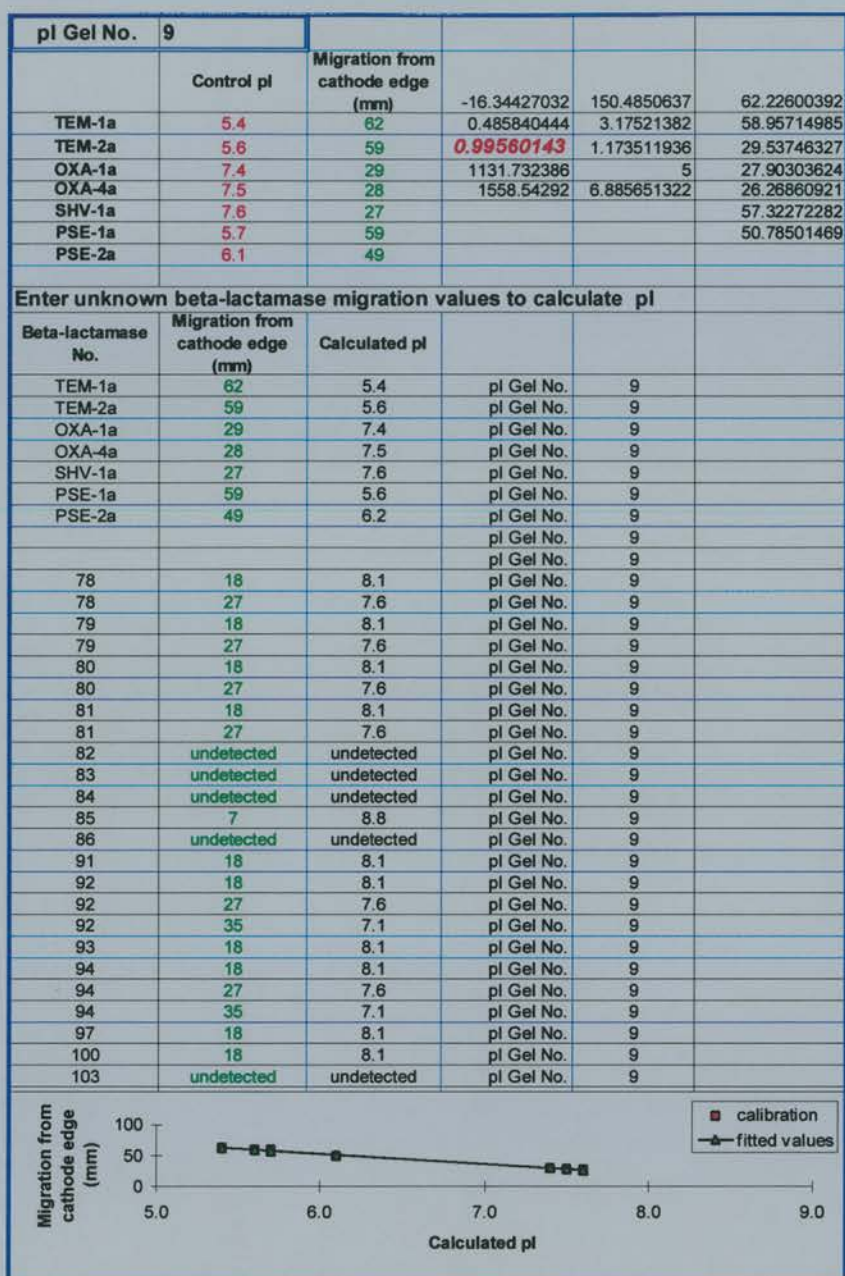 pI Gel No. 9
Control pI Migration from cathode edge (mm) -16.34427032 150.4850637 62.22600392
TEM-1a 5.4 62 0.485840444 3.17521382 58.95714985
TEM-2a 5.6 59 0.99560143 1.173511936 29.53746327
OXA-1a 7.4 29 1131.732386 5 27.90303624
OXA-4a 7.5 28 1558.54292 6.885651322 26.26860921
SHV-1a 7.6 27 57.32272282
PSE-1a 5.7 59 50.78501469
PSE-2a 6.1 49
Enter unknown beta-lactamase migration values to calculate pI
Beta-lactamase No. Migration from cathode edge (mm) Calculated pI
TEM-1a 62 5.4 pI Gel No. 9
TEM-2a 59 5.6 pI Gel No. 9
OXA-1a 29 7.4 pI Gel No. 9
OXA-4a 28 7.5 pI Gel No. 9
SHV-1a 27 7.6 pI Gel No. 9
PSE-1a 59 5.6 pI Gel No. 9
PSE-2a 49 6.2 pI Gel No. 9
pI Gel No. 9
pI Gel No. 9
78 18 8.1 pI Gel No. 9
78 27 7.6 pI Gel No. 9
79 18 8.1 pI Gel No. 9
79 27 7.6 pI Gel No. 9
80 18 8.1 pI Gel No. 9
80 27 7.6 pI Gel No. 9
81 18 8.1 pI Gel No. 9
81 27 7.6 pI Gel No. 9
82 undetected undetected pI Gel No. 9
83 undetected undetected pI Gel No. 9
84 undetected undetected pI Gel No. 9
85 7 8.8 pI Gel No. 9
86 undetected undetected pI Gel No. 9
91 18 8.1 pI Gel No. 9
92 18 8.1 pI Gel No. 9
92 27 7.6 pI Gel No. 9
92 35 7.1 pI Gel No. 9
93 18 8.1 pI Gel No. 9
94 18 8.1 pI Gel No. 9
94 27 7.6 pI Gel No. 9
94 35 7.1 pI Gel No. 9
97 18 8.1 pI Gel No. 9
100 18 8.1 pI Gel No. 9
103 undetected undetected pI Gel No. 9
Migration from
cathode edge
(mm)
100
50
0
5.0 6.0 7.0 8.0 9.0
Calculated pI
calibration
fitted values